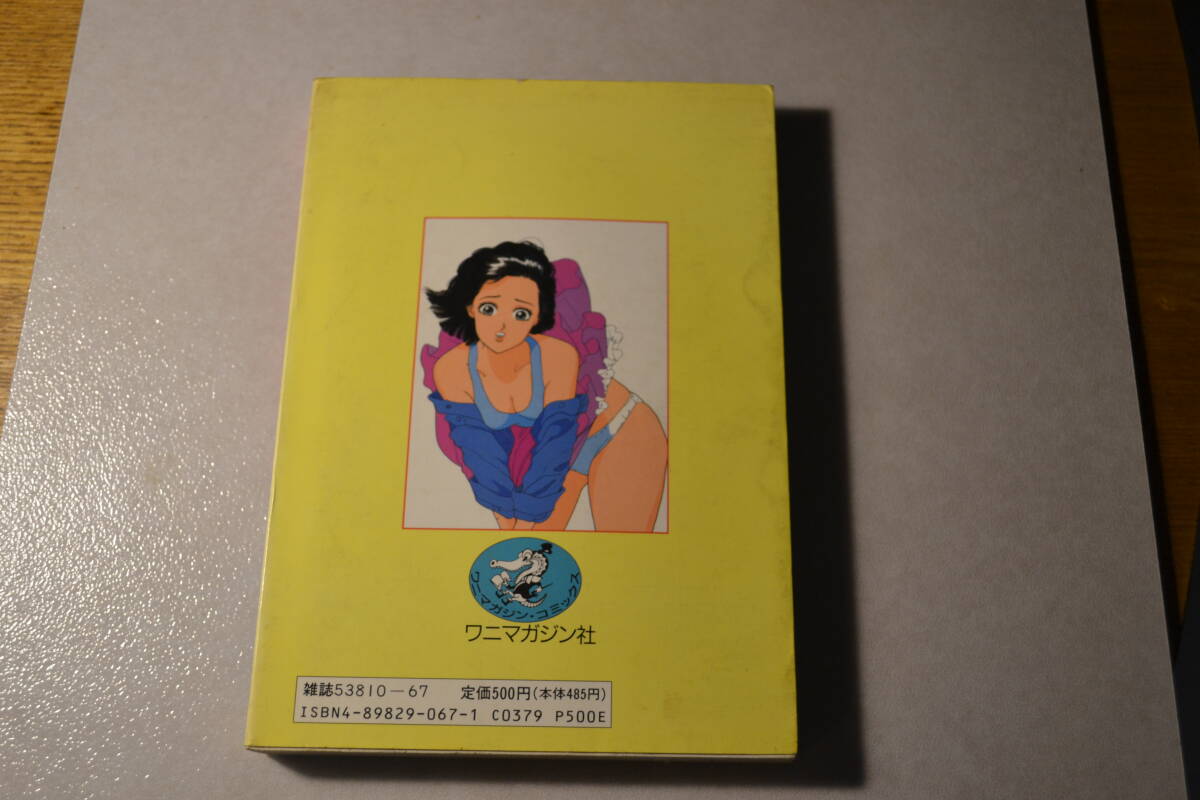 ワニマガジン・コミックス
ワニマガジン社
雑誌53810-67 定価500円(本体485円)
ISBN4-89829-067-1 C0379 P500E